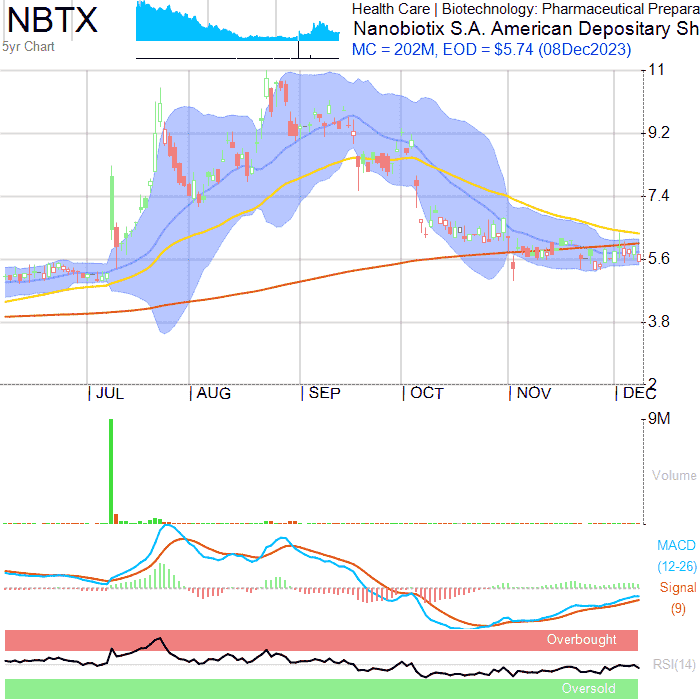 NBTX
5yr Chart
Health Care | Biotechnology: Pharmaceutical Prepara
Nanobiotix S.A. American Depositary Sh
MC = 202M, EOD = $5.74 (08Dec2023)
11
9.2
7.4
5.6
3.8
2
JUL AUG SEP OCT NOV DEC
9M
Volume
MACD
(12-26)
Signal
(9)
Overbought
RSI(14)
Oversold